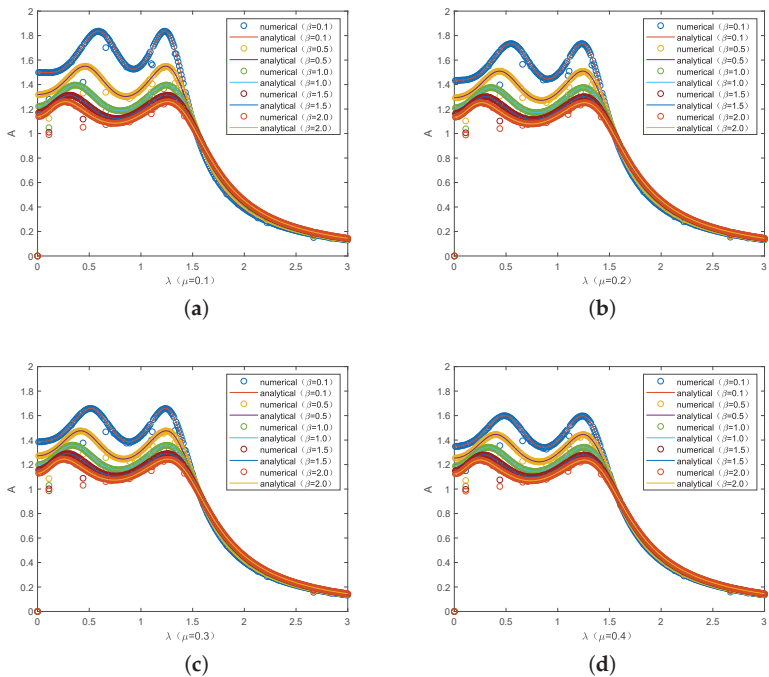 2
1.8
1.6
1.4
1.2
1
0.8
0.6
0.4
0.2
0
A
0 0.5 1 1.5 2 2.5 3
λ（μ=0.1）
numerical（β=0.1）
analytical（β=0.1）
numerical（β=0.5）
analytical（β=0.5）
numerical（β=1.0）
analytical（β=1.0）
numerical（β=1.5）
analytical（β=1.5）
numerical（β=2.0）
analytical（β=2.0）
(a)
2
1.8
1.6
1.4
1.2
1
0.8
0.6
0.4
0.2
0
A
0 0.5 1 1.5 2 2.5 3
λ（μ=0.2）
numerical（β=0.1）
analytical（β=0.1）
numerical（β=0.5）
analytical（β=0.5）
numerical（β=1.0）
analytical（β=1.0）
numerical（β=1.5）
analytical（β=1.5）
numerical（β=2.0）
analytical（β=2.0）
(b)
2
1.8
1.6
1.4
1.2
1
0.8
0.6
0.4
0.2
0
A
0 0.5 1 1.5 2 2.5 3
λ（μ=0.3）
numerical（β=0.1）
analytical（β=0.1）
numerical（β=0.5）
analytical（β=0.5）
numerical（β=1.0）
analytical（β=1.0）
numerical（β=1.5）
analytical（β=1.5）
numerical（β=2.0）
analytical（β=2.0）
(c)
2
1.8
1.6
1.4
1.2
1
0.8
0.6
0.4
0.2
0
A
0 0.5 1 1.5 2 2.5 3
λ（μ=0.4）
numerical（β=0.1）
analytical（β=0.1）
numerical（β=0.5）
analytical（β=0.5）
numerical（β=1.0）
analytical（β=1.0）
numerical（β=1.5）
analytical（β=1.5）
numerical（β=2.0）
analytical（β=2.0）
(d)